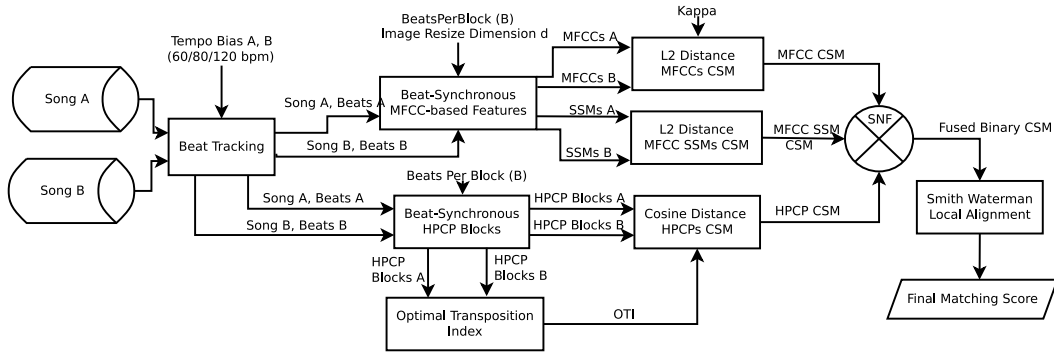 Song A
Song B
Tempo Bias A, B
(60/80/120 bpm)
Beat Tracking
Song A, Beats A
Song B, Beats B
Song A, Beats A
Song B, Beats B
BeatsPerBlock (B)
Image Resize Dimension d
Beat-Synchronous
MFCC-based Features
Beats Per Block (B)
Beat-Synchronous
HPCP Blocks
HPCP
Blocks A
HPCP
Blocks B
Optimal Transposition
Index
MFCCs A
MFCCs B
SSMs A
SSMs B
HPCP Blocks A
HPCP Blocks B
OTI
Kappa
L2 Distance
MFCCs CSM
L2 Distance
MFCC SSMs CSM
Cosine Distance
HPCPs CSM
MFCC CSM
MFCC SSM
CSM
HPCP CSM
SNF
Fused Binary CSM
Smith Waterman
Local Alignment
Final Matching Score